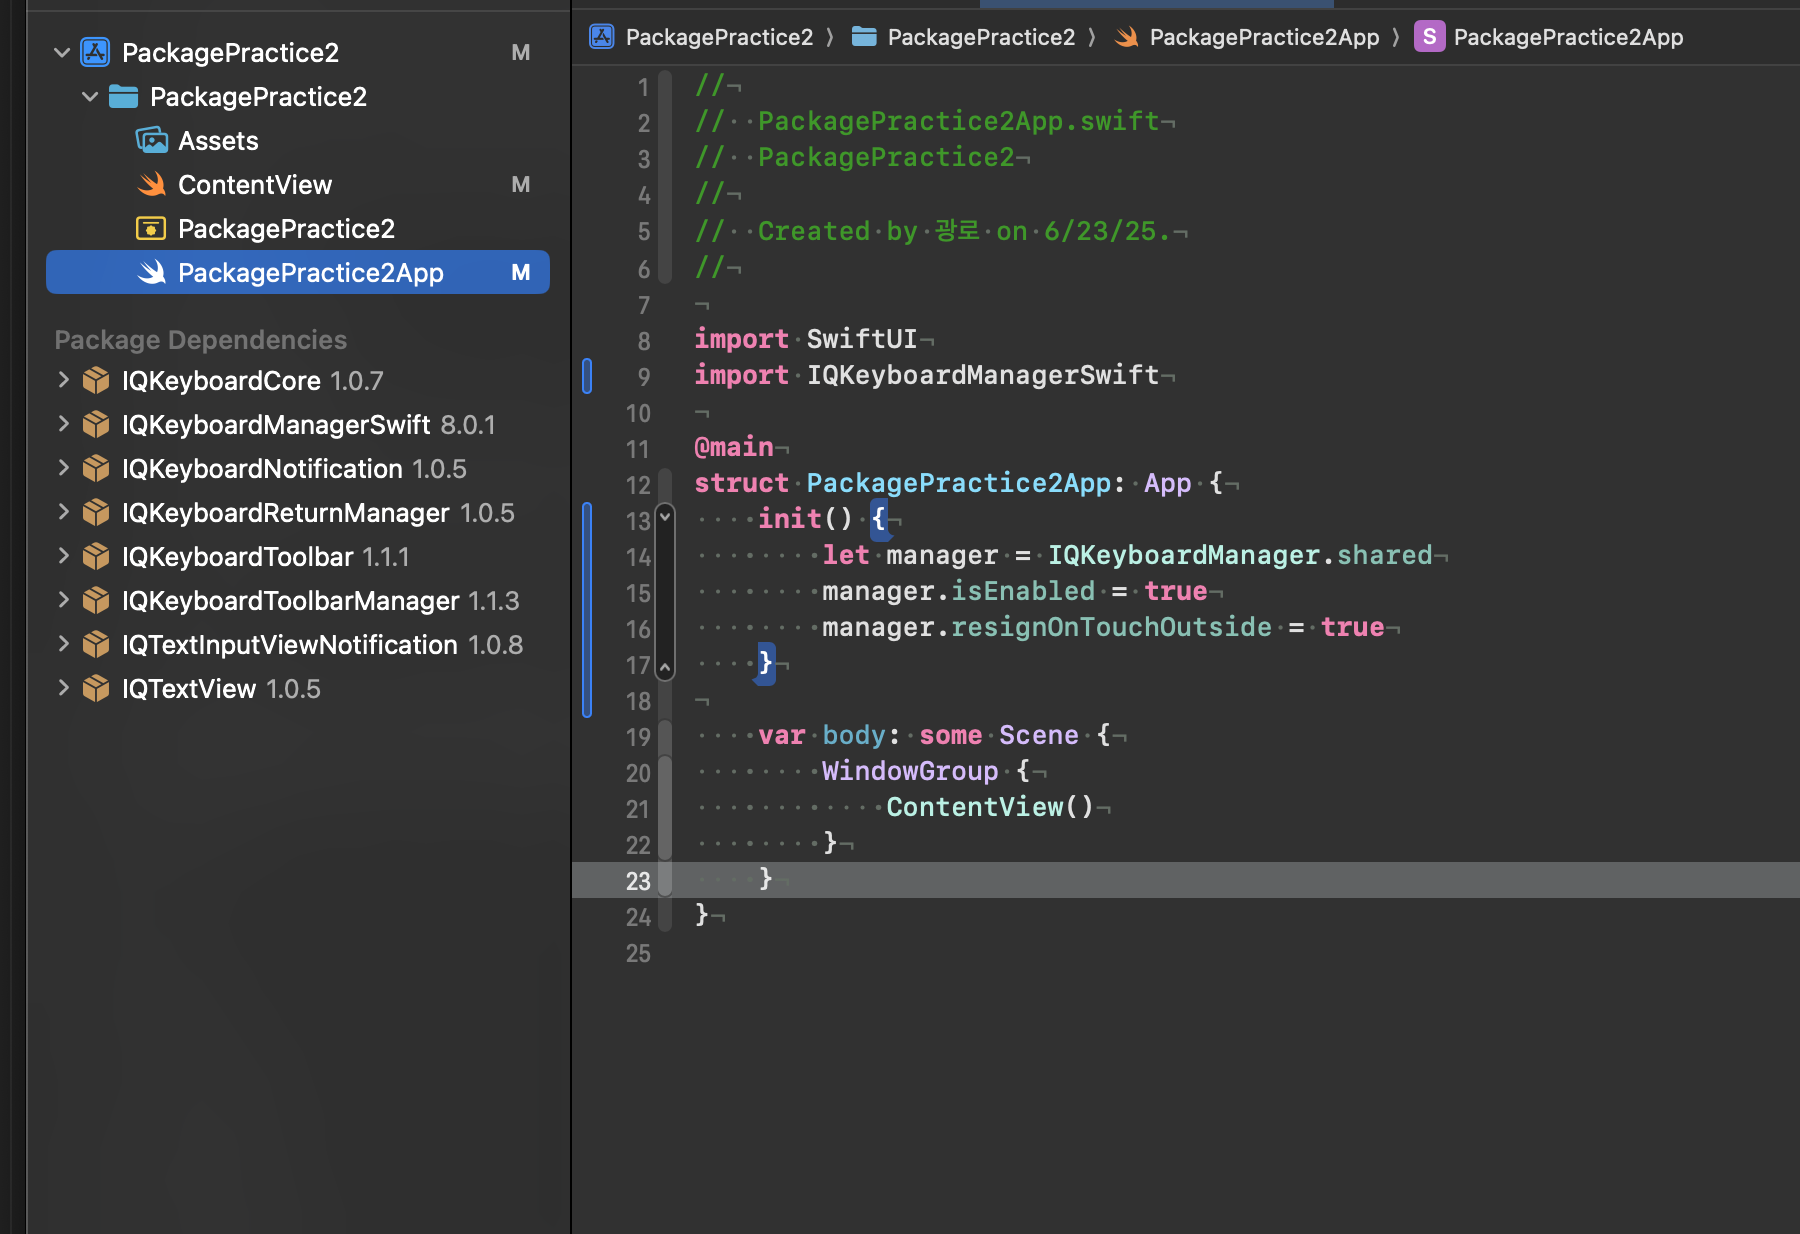 PackagePractice2 M
PackagePractice2
Assets
ContentView M
PackagePractice2
PackagePractice2App M
Package Dependencies
IQKeyboardCore 1.0.7
IQKeyboardManagerSwift 8.0.1
IQKeyboardNotification 1.0.5
IQKeyboardReturnManager 1.0.5
IQKeyboardToolbar 1.1.1
IQKeyboardToolbarManager 1.1.3
IQTextInputViewNotification 1.0.8
IQTextView 1.0.5
PackagePractice2 〉 PackagePractice2 〉 PackagePractice2App 〉 S PackagePractice2App
1 //¬
2 //··PackagePractice2App.swift¬
3 //··PackagePractice2¬
4 //¬
5 //··Created·by·광로·on·6/23/25.¬
6 //¬
7 ¬
8 import·SwiftUI¬
9 import·IQKeyboardManagerSwift¬
10 ¬
11 @main¬
12 struct·PackagePractice2App:·App·{¬
13 ····init()·{¬
14 ········let·manager·=·IQKeyboardManager.shared¬
15 ········manager.isEnabled·=·true¬
16 ········manager.resignOnTouchOutside·=·true¬
17 ····}¬
18 ¬
19 ····var·body:·some·Scene·{¬
20 ········WindowGroup·{¬
21 ············ContentView()¬
22 ········}¬
23 ····}¬
24 }¬
25